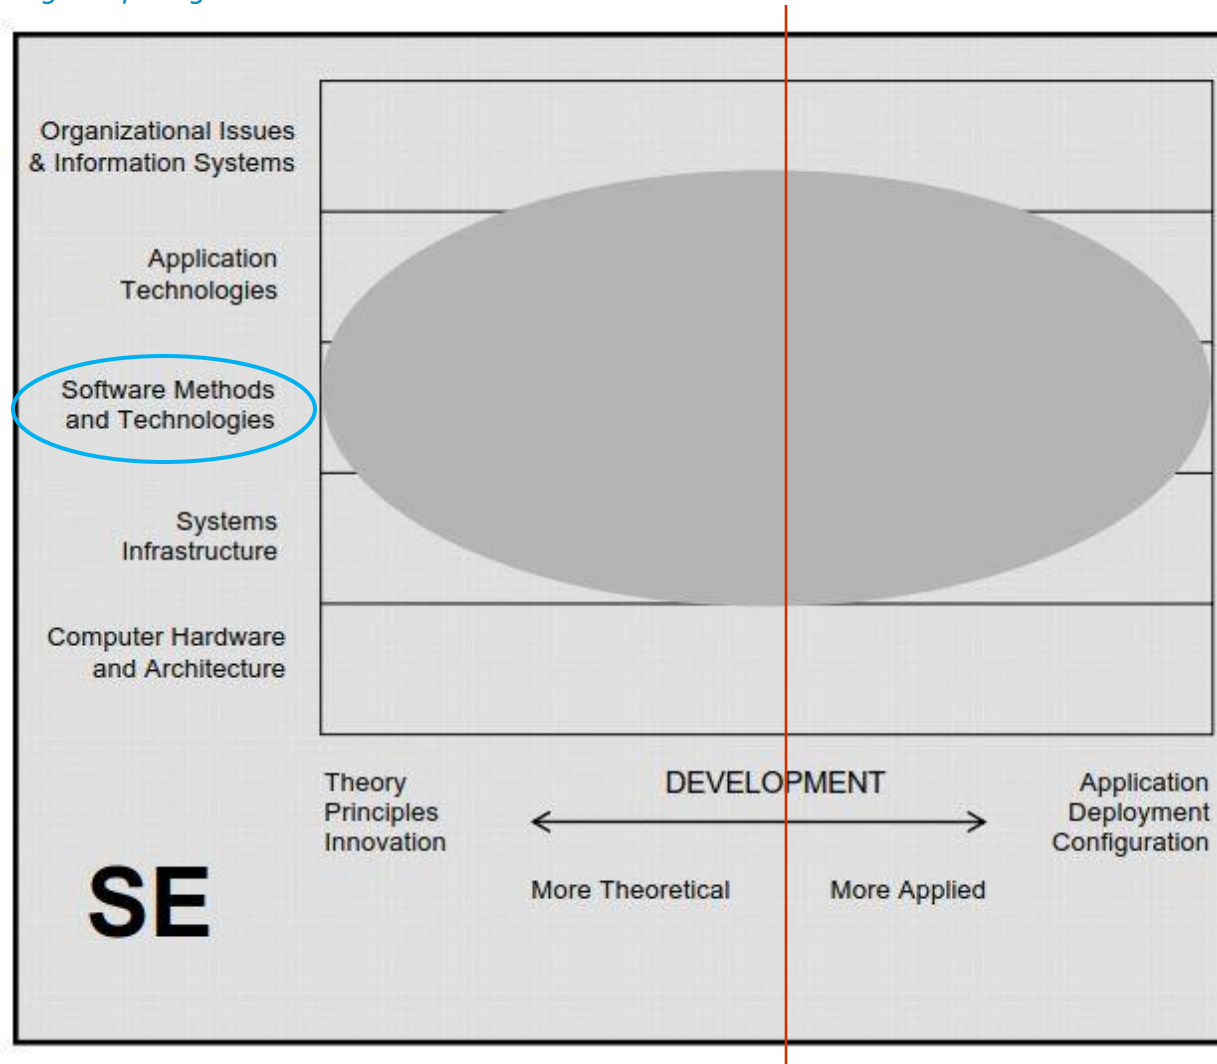 Organizational Issues
& Information Systems
Application
Technologies
Software Methods
and Technologies
Systems
Infrastructure
Computer Hardware
and Architecture
Theory
Principles
Innovation
DEVELOPMENT
Application
Deployment
Configuration
More Theoretical
More Applied
SE